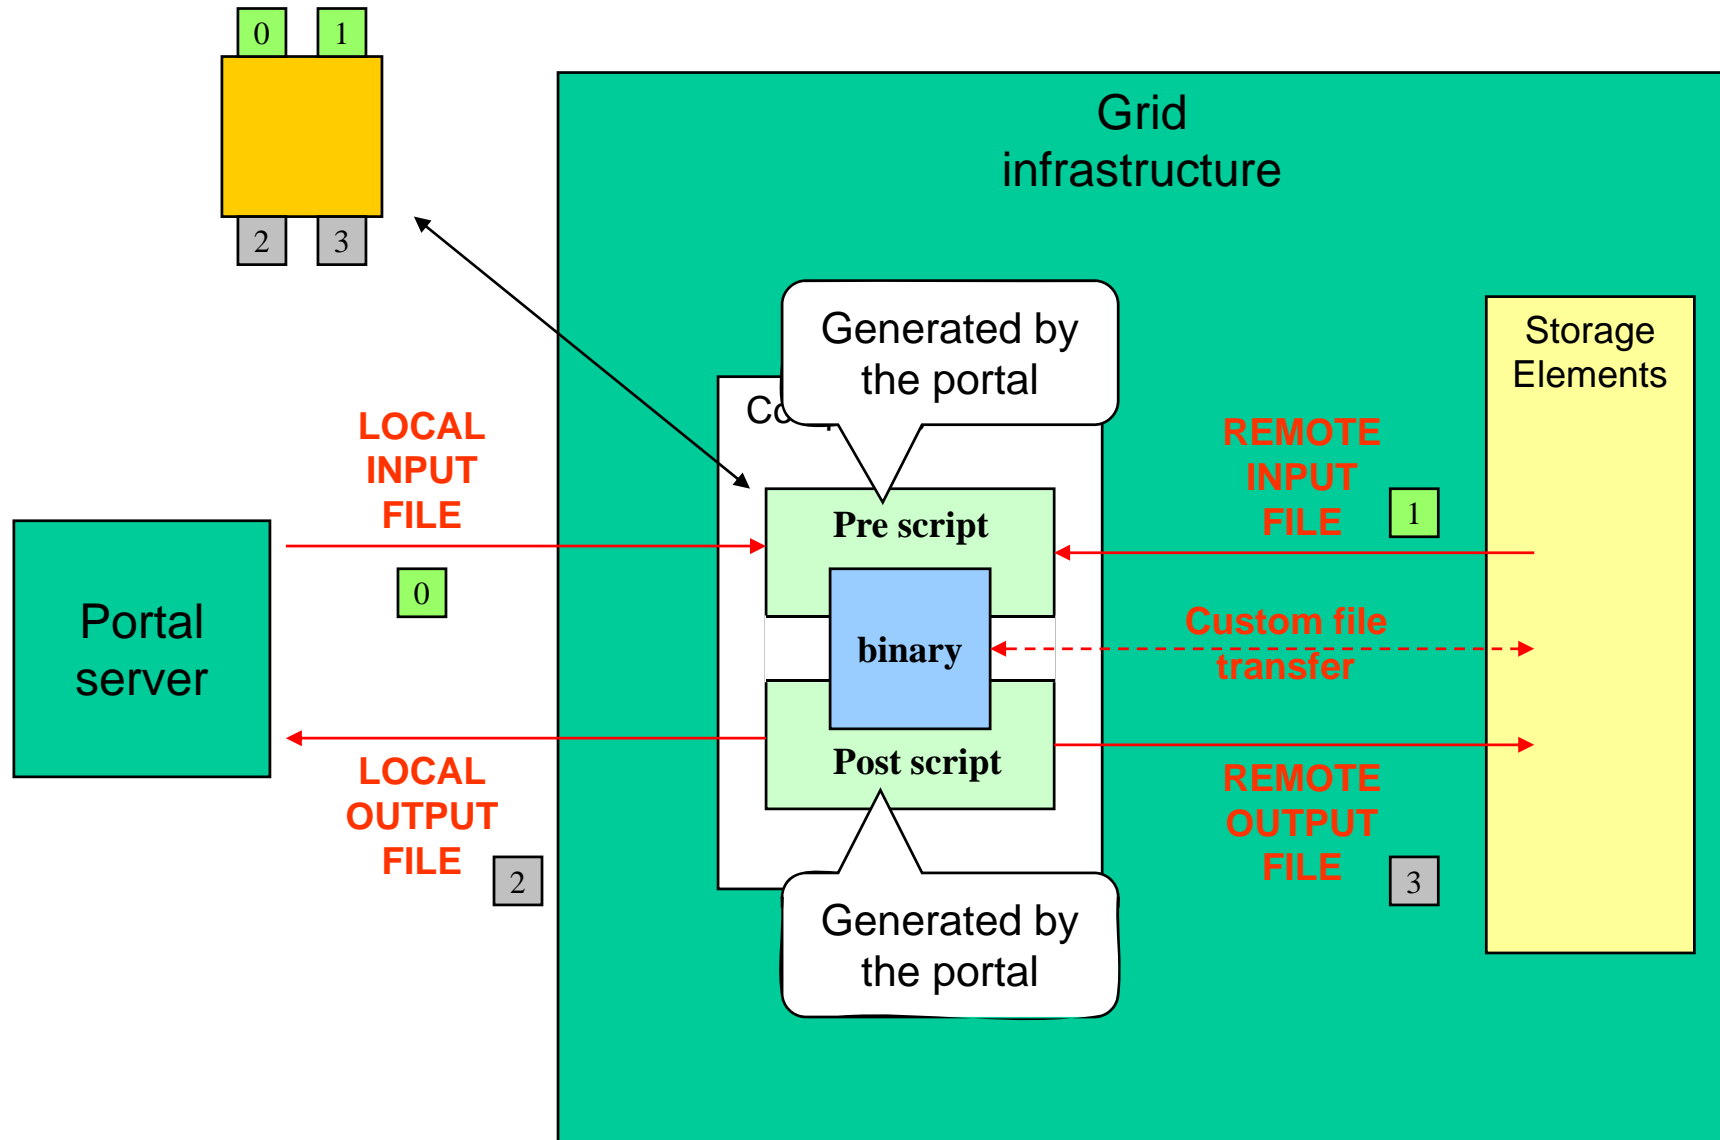 0 1
2 3
Grid
infrastructure
Generated by
the portal
Storage
Elements
LOCAL
INPUT
FILE
0
REMOTE
INPUT
FILE
1
Pre script
Portal
server
binary
Custom file
transfer
Post script
LOCAL
OUTPUT
FILE
2
REMOTE
OUTPUT
FILE
3
Generated by
the portal